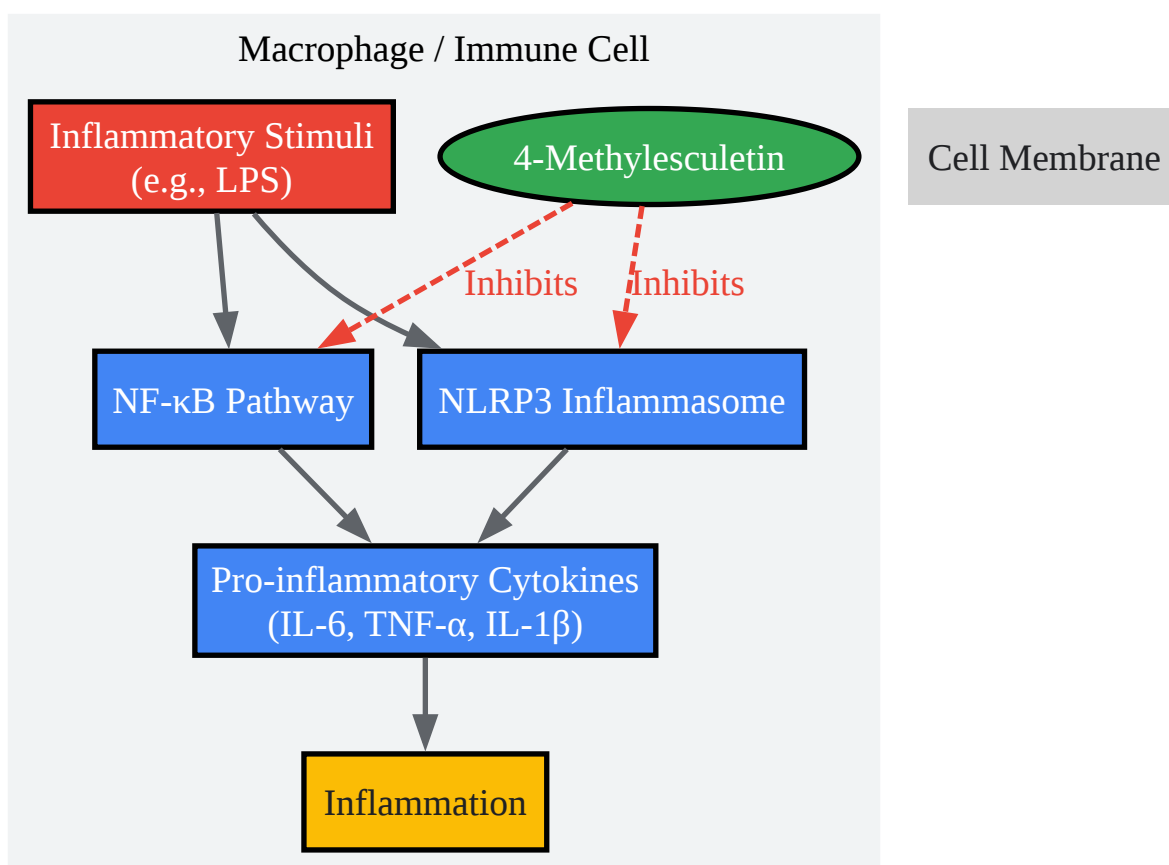 Macrophage / Immune Cell
Inflammatory Stimuli
(e.g., LPS)
4-Methylesculetin
Cell Membrane
Inhibits
Inhibits
NF-κB Pathway
NLRP3 Inflammasome
Pro-inflammatory Cytokines
(IL-6, TNF-α, IL-1β)
Inflammation